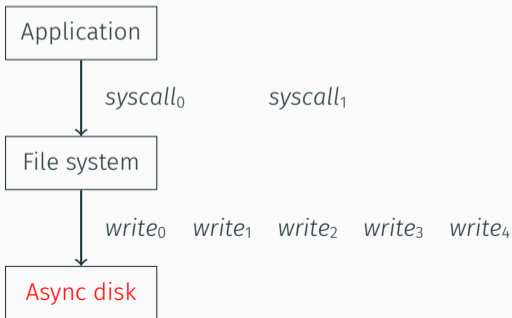 Application
syscall₀ syscall₁
File system
write₀ write₁ write₂ write₃ write₄
Async disk